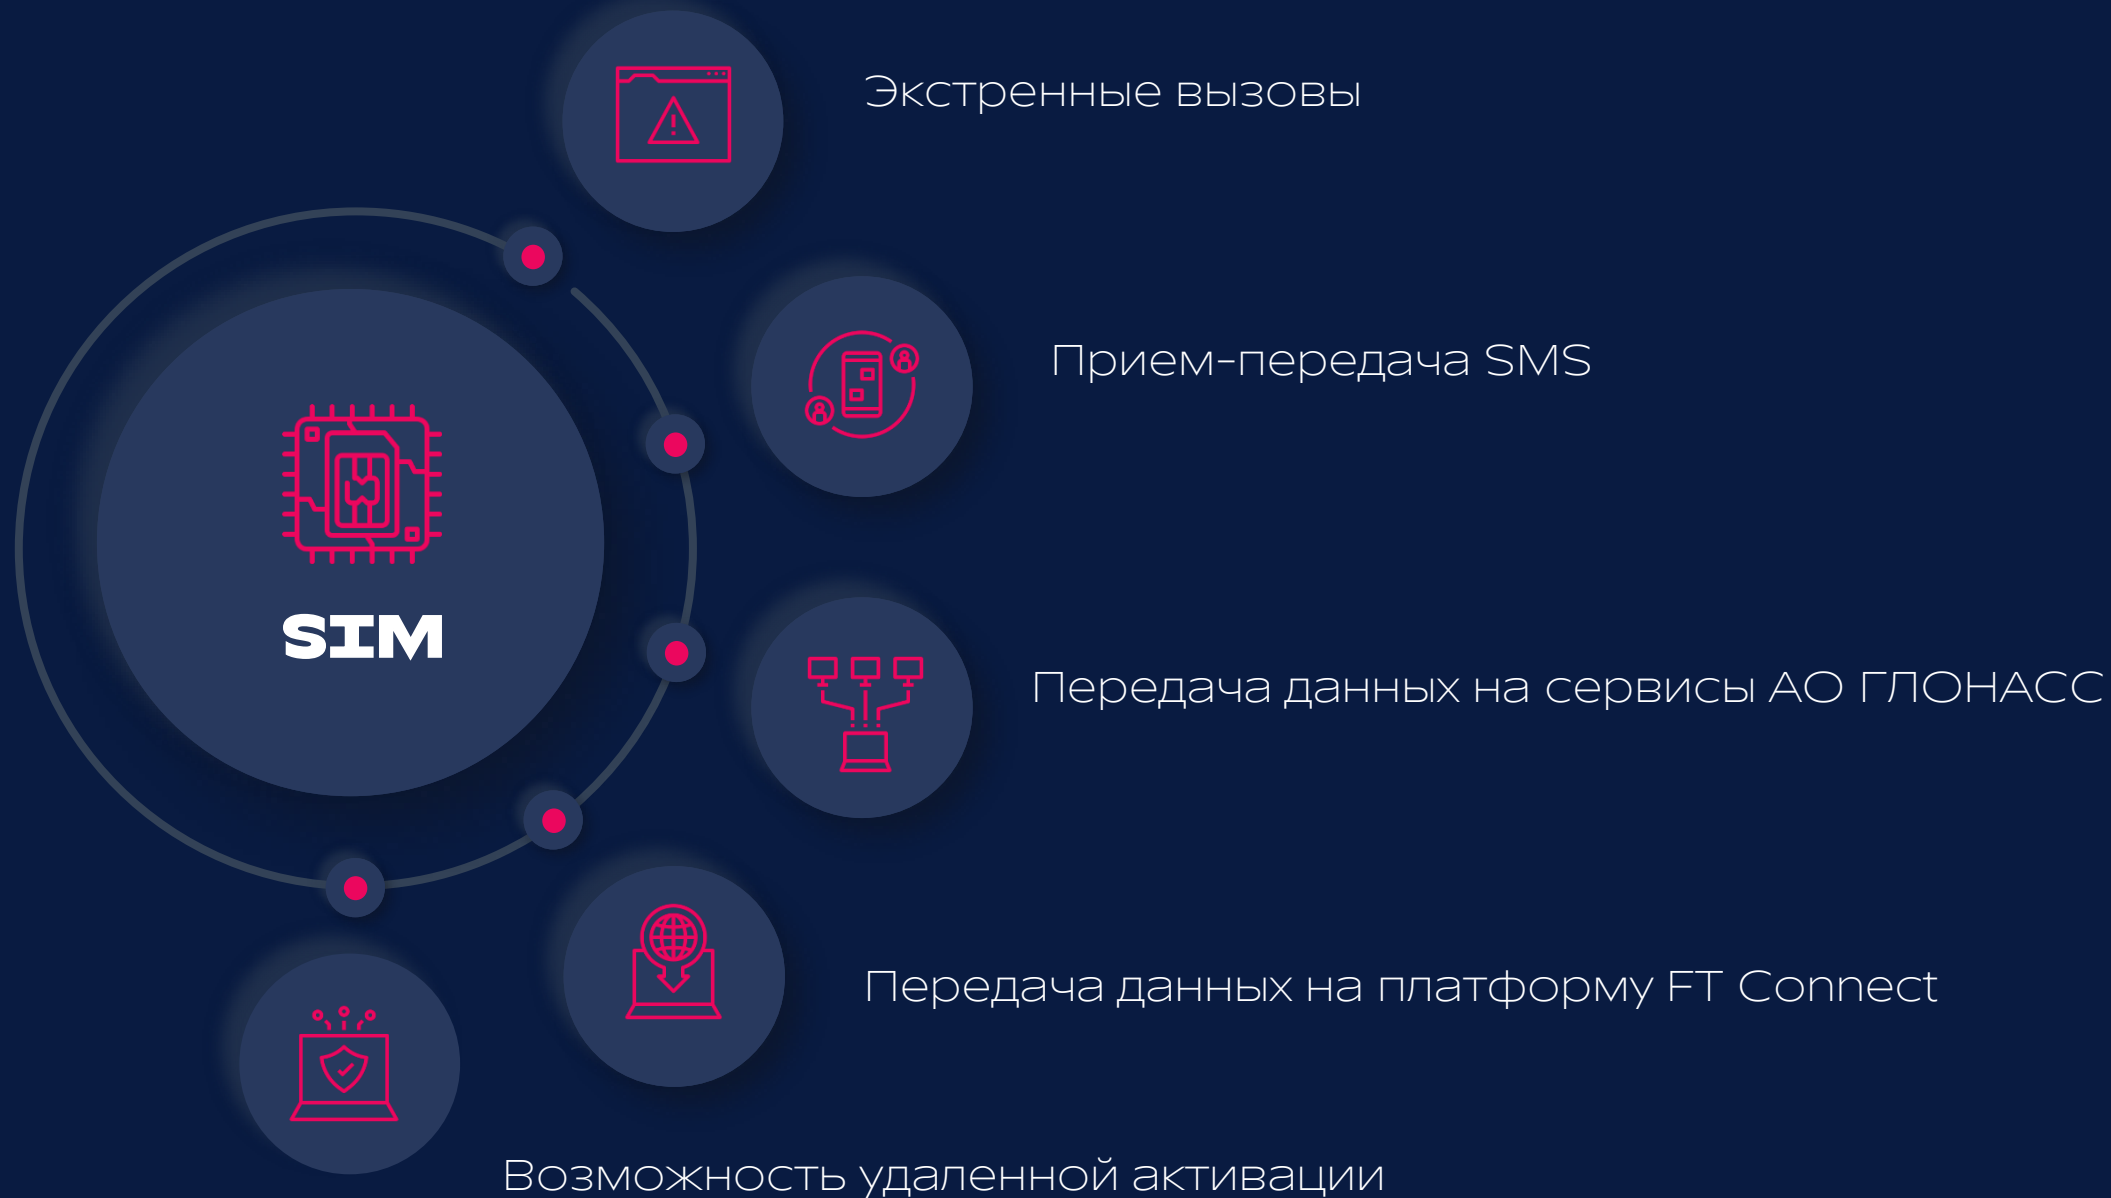 Экстренные вызовы
Прием-передача SMS
SIM
Передача данных на сервисы АО ГЛОНАСС
Передача данных на платформу FT Connect
Возможность удаленной активации